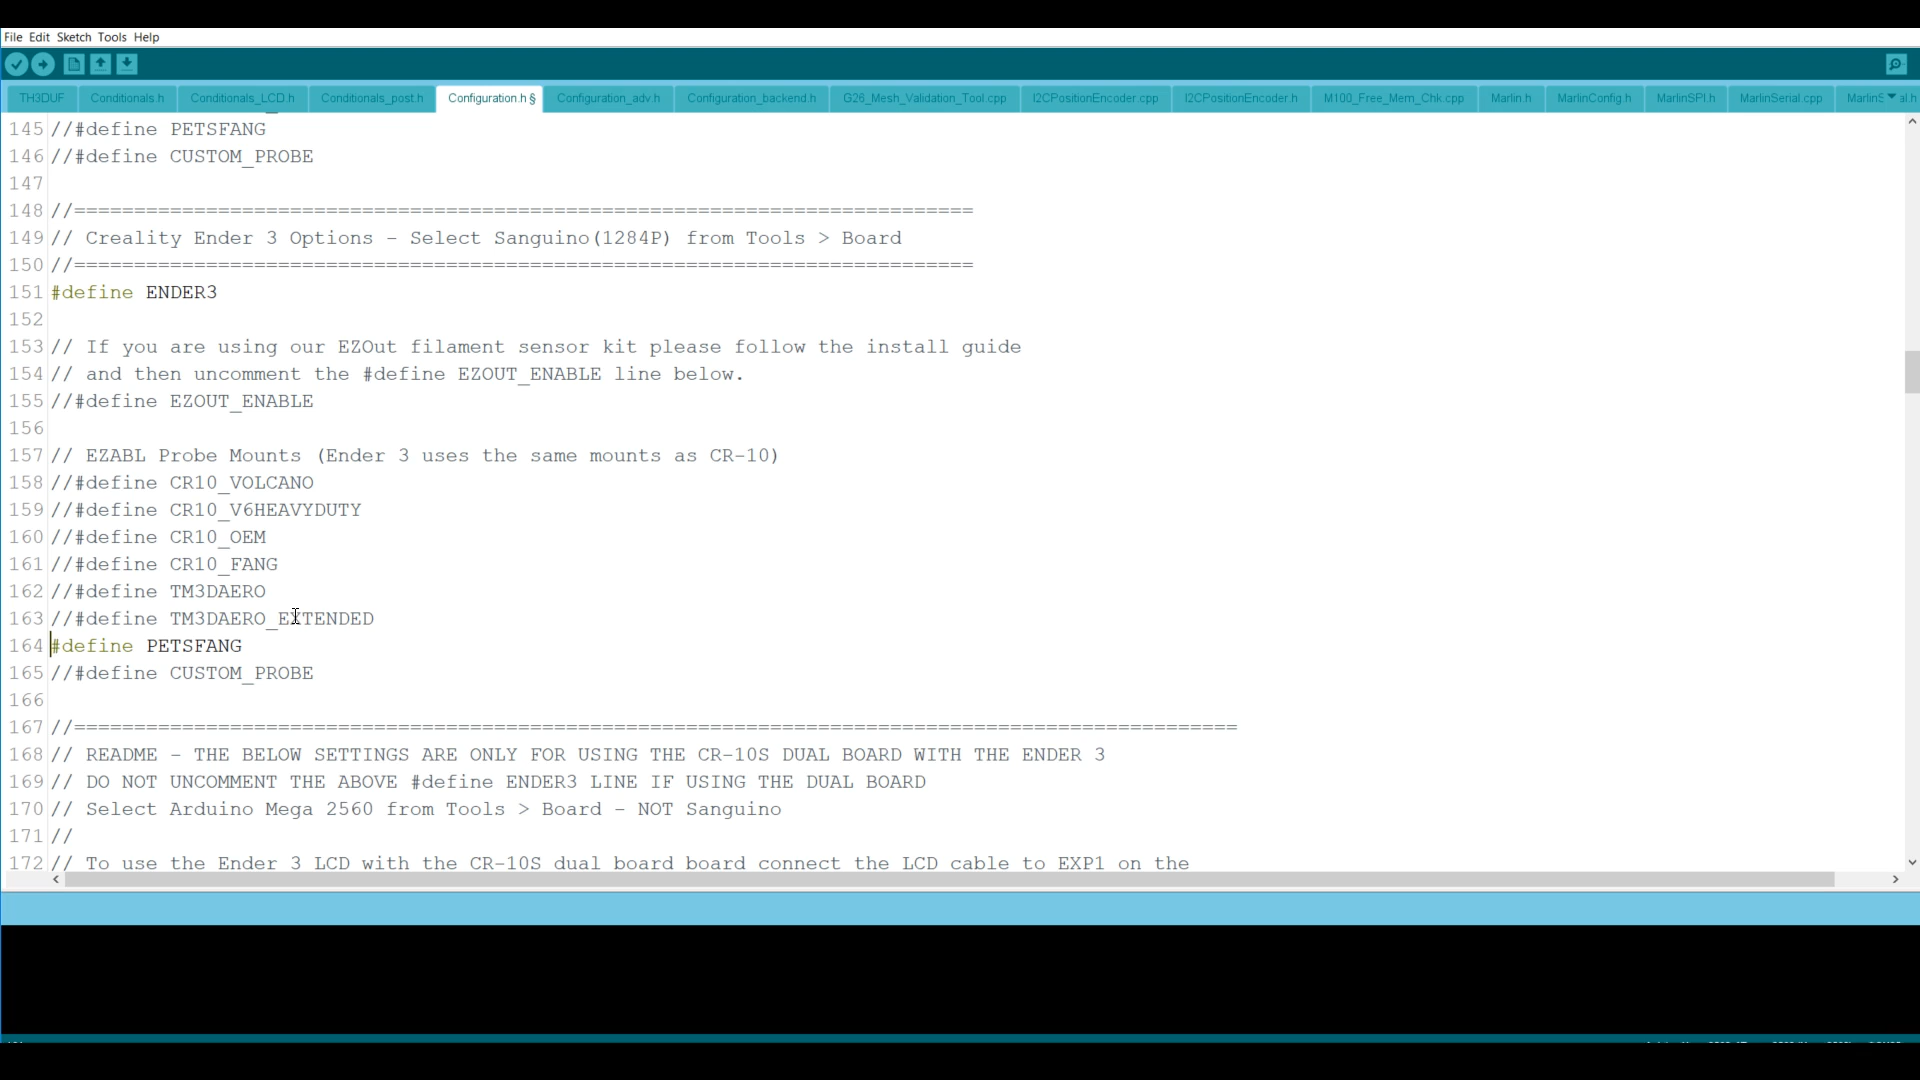 File Edit Sketch Tools Help
TH3DUF Conditionals.h Conditionals_LCD.h Conditionals_post.h Configuration.h § Configuration_adv.h Configuration_backend.h G26_Mesh_Validation_Tool.cpp I2CPositionEncoder.cpp I2CPositionEncoder.h M100_Free_Mem_Chk.cpp Marlin.h MarlinConfig.h MarlinSPI.h MarlinSerial.cpp
145 //#define PETSFANG
146 //#define CUSTOM_PROBE
147
148 //===========================================================================
149 // Creality Ender 3 Options - Select Sanguino(1284P) from Tools > Board
150 //===========================================================================
151 #define ENDER3
152
153 // If you are using our EZOut filament sensor kit please follow the install guide
154 // and then uncomment the #define EZOUT_ENABLE line below.
155 //#define EZOUT_ENABLE
156
157 // EZABL Probe Mounts (Ender 3 uses the same mounts as CR-10)
158 //#define CR10_VOLCANO
159 //#define CR10_V6HEAVYDUTY
160 //#define CR10_OEM
161 //#define CR10_FANG
162 //#define TM3DAERO
163 //#define TM3DAERO_EXTENDED
164 #define PETSFANG
165 //#define CUSTOM_PROBE
166
167 //=================================================================================================
168 // README - THE BELOW SETTINGS ARE ONLY FOR USING THE CR-10S DUAL BOARD WITH THE ENDER 3
169 // DO NOT UNCOMMENT THE ABOVE #define ENDER3 LINE IF USING THE DUAL BOARD
170 // Select Arduino Mega 2560 from Tools > Board - NOT Sanguino
171 //
172 // To use the Ender 3 LCD with the CR-10S dual board board connect the LCD cable to EXP1 on the